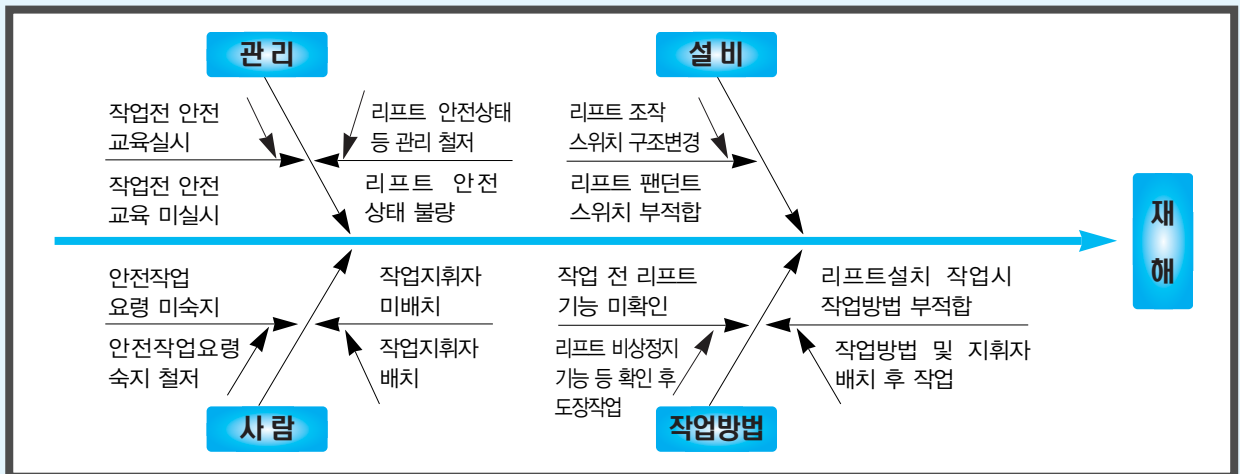 관 리
작업전 안전
교육실시
리프트 안전상태
등 관리 철저
작업전 안전
교육 미실시
리프트 안전
상태 불량
설 비
리프트 조작
스위치 구조변경
리프트 팬던트
스위치 부적합
재
해
안전작업
요령 미숙지
작업지휘자
미배치
안전작업요령
숙지 철저
작업지휘자
배치
사 람
작업 전 리프트
기능 미확인
리프트설치 작업시
작업방법 부적합
리프트 비상정지
기능 등 확인 후
도장작업
작업방법 및 지휘자
배치 후 작업
작업방법